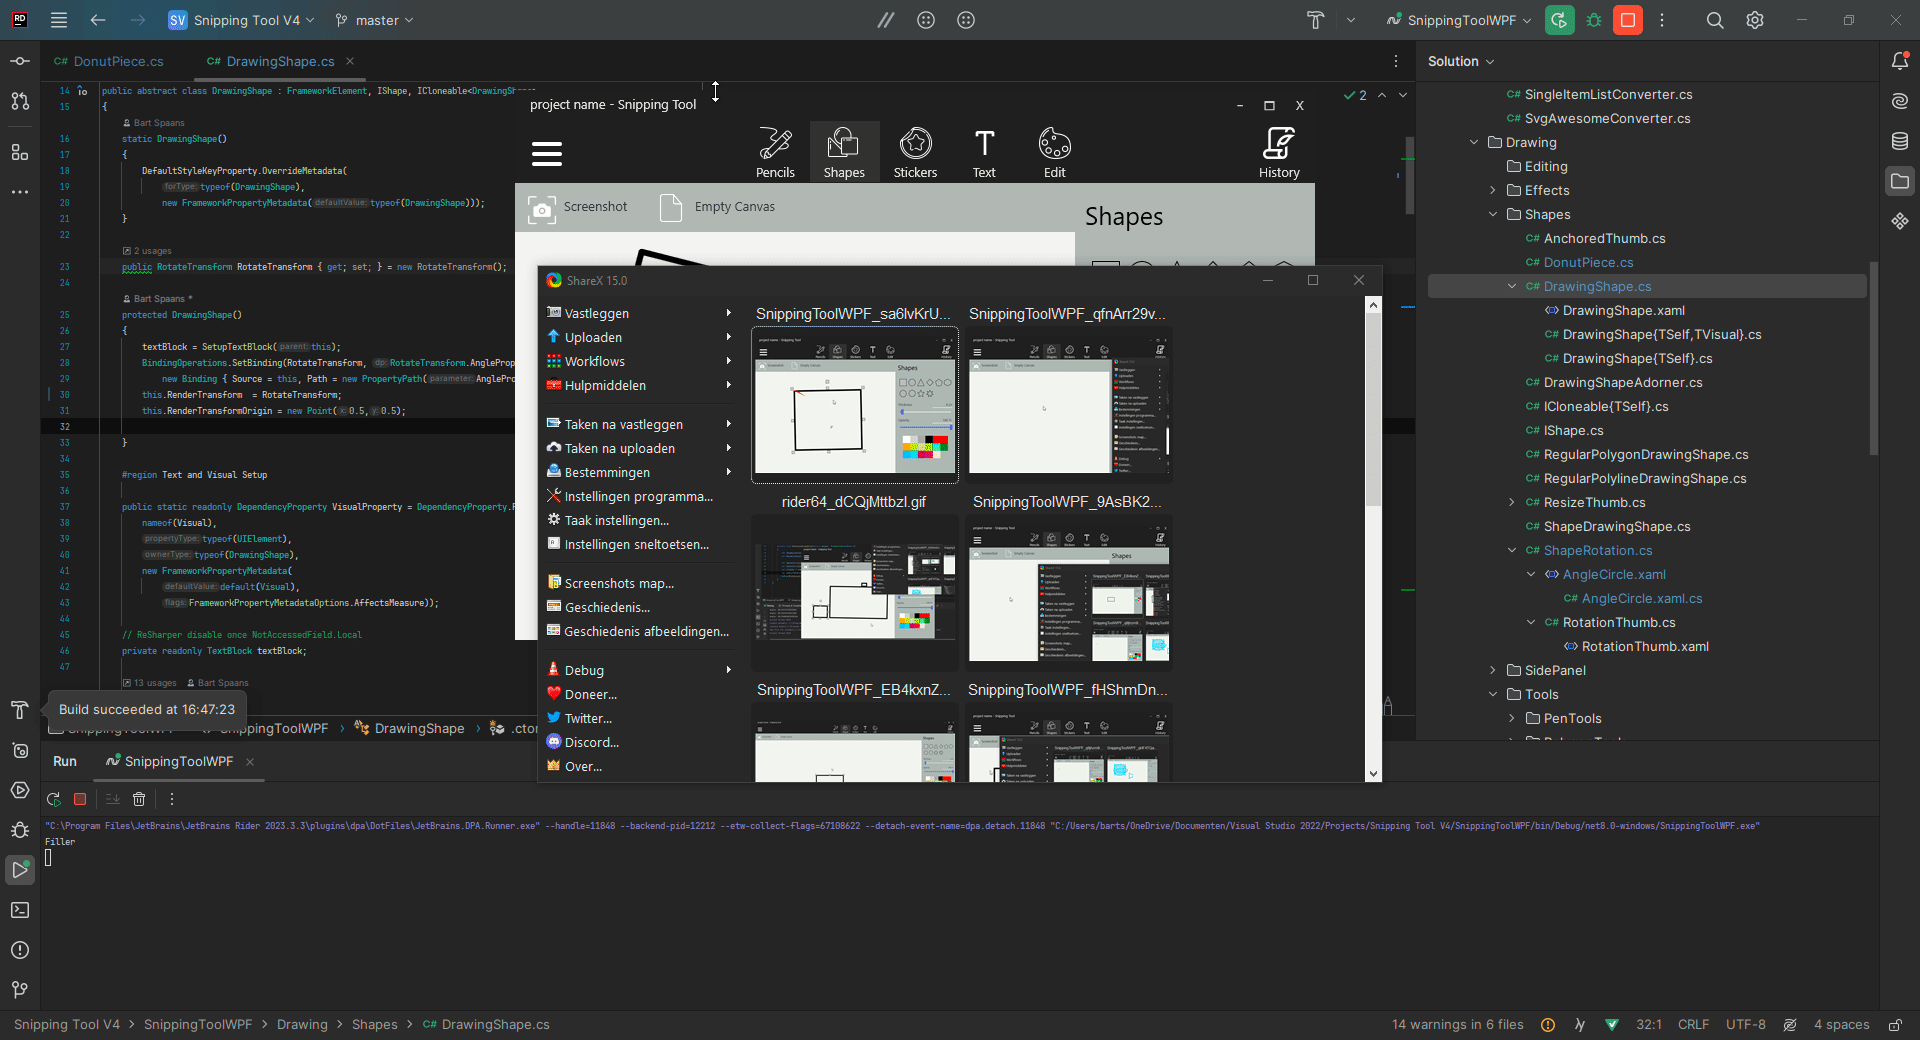 SV Snipping Tool V4
master
SnippingToolWPF
C# DonutPiece.cs
C# DrawingShape.cs
Solution
14 public abstract class DrawingShape : FrameworkElement, IShape, ICloneable<DrawingShape
15 {
Bart Spaans
16 static DrawingShape()
17 {
18 DefaultStyleKeyProperty.OverrideMetadata(
19 forType: typeof(DrawingShape),
20 new FrameworkPropertyMetadata(defaultValue: typeof(DrawingShape)));
21 }
22
2 usages
23 public RotateTransform RotateTransform { get; set; } = new RotateTransform();
24
Bart Spaans *
25 protected DrawingShape()
26 {
27 textBlock = SetupTextBlock(parent: this);
28 BindingOperations.SetBinding(RotateTransform, dp: RotateTransform.AngleProp
29 new Binding { Source = this, Path = new PropertyPath(parameter: AnglePro
30 this.RenderTransform = RotateTransform;
31 this.RenderTransformOrigin = new Point(x: 0.5, y: 0.5);
32
33 }
34
35 #region Text and Visual Setup
36
37 public static readonly DependencyProperty VisualProperty = DependencyProperty.
38 nameof(Visual),
39 propertyType: typeof(UIElement),
40 ownerType: typeof(DrawingShape),
41 new FrameworkPropertyMetadata(
42 defaultValue: default(Visual),
43 flags: FrameworkPropertyMetadataOptions.AffectsMeasure));
44
45 // ReSharper disable once NotAccessedField.Local
46 private readonly TextBlock textBlock;
47
13 usages Bart Spaans
2
project name - Snipping Tool
X
Pencils
Shapes
Stickers
Text
Edit
History
Screenshot
Empty Canvas
Shapes
ShareX 15.0
Vastleggen
Uploaden
Workflows
Hulpmiddelen
Taken na vastleggen
Taken na uploaden
Bestemmingen
Instellingen programma...
Taak instellingen...
Instellingen sneltoetsen...
Screenshots map...
Geschiedenis...
Geschiedenis afbeeldingen...
Debug
Doneer...
Twitter...
Discord...
Over...
SnippingToolWPF_sa6lvKrU...
SnippingToolWPF_qfnArr29v...
rider64_dCQjMttbzI.gif
SnippingToolWPF_9AsBK2...
SnippingToolWPF_EB4kxnZ...
SnippingToolWPF_fHShmDn...
C# SingleItemListConverter.cs
C# SvgAwesomeConverter.cs
Drawing
Editing
Effects
Shapes
C# AnchoredThumb.cs
C# DonutPiece.cs
C# DrawingShape.cs
DrawingShape.xaml
C# DrawingShape{TSelf,TVisual}.cs
C# DrawingShape{TSelf}.cs
C# DrawingShapeAdorner.cs
C# ICloneable{TSelf}.cs
C# IShape.cs
C# RegularPolygonDrawingShape.cs
C# RegularPolylineDrawingShape.cs
C# ResizeThumb.cs
C# ShapeDrawingShape.cs
C# ShapeRotation.cs
AngleCircle.xaml
C# AngleCircle.xaml.cs
C# RotationThumb.cs
RotationThumb.xaml
SidePanel
Tools
PenTools
Build succeeded at 16:47:23
SnippingToolWPF
SnippingToolWPF
DrawingShape
.ctor
Run
SnippingToolWPF
"C:\Program Files\JetBrains\JetBrains Rider 2023.3.3\plugins\dpa\DotFiles\JetBrains.DPA.Runner.exe" --handle=11848 --backend-pid=12212 --etw-collect-flags=67108622 --detach-event-name=dpa.detach.11848 "C:/Users/barts/OneDrive/Documenten/Visual Studio 2022/Projects/Snipping Tool V4/SnippingToolWPF/bin/Debug/net8.0-windows/SnippingToolWPF.exe"
Filler
Snipping Tool V4 > SnippingToolWPF > Drawing > Shapes > C# DrawingShape.cs
14 warnings in 6 files
32:1
CRLF
UTF-8
4 spaces